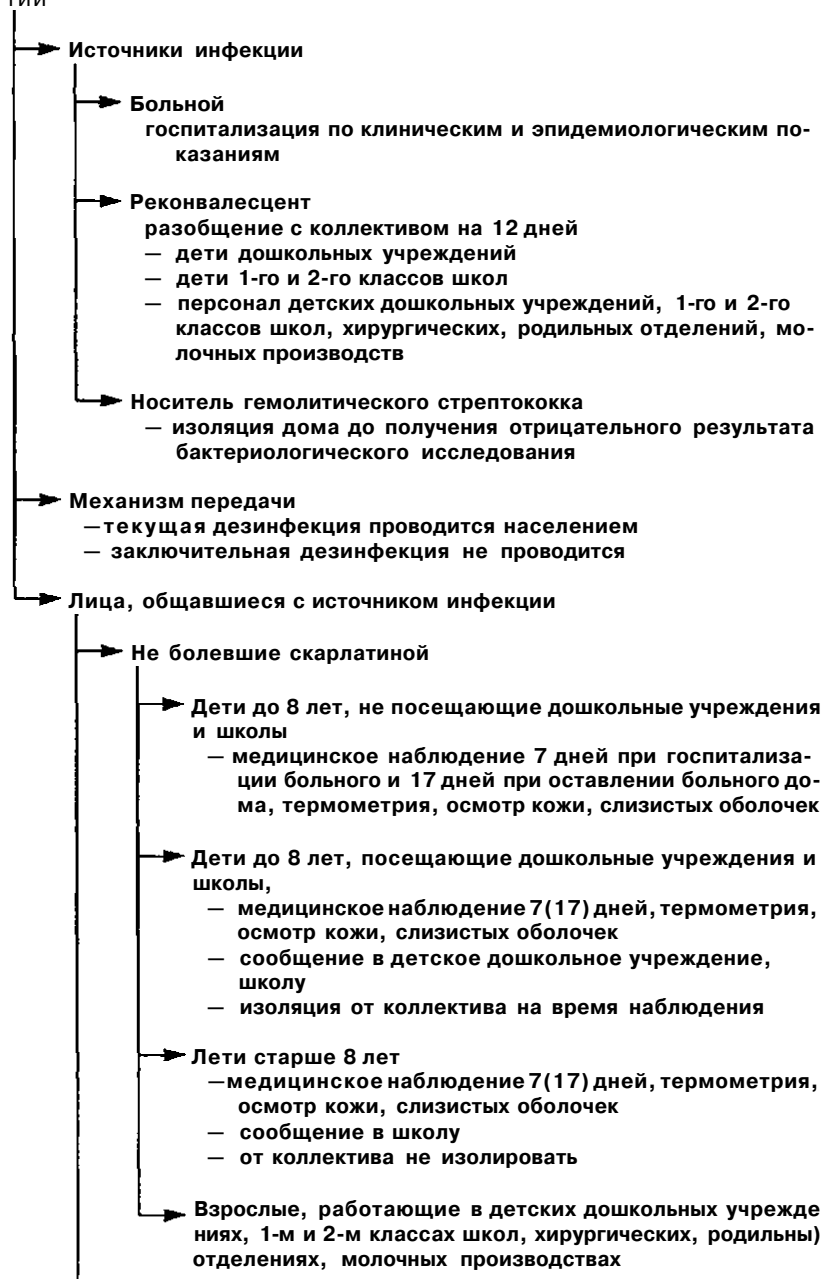 Источники инфекции
Больной
госпитализация по клиническим и эпидемиологическим по-
казаниям
Реконвалесцент
разобщение с коллективом на 12 дней
— дети дошкольных учреждений
— дети 1-го и 2-го классов школ
— персонал детских дошкольных учреждений, 1-го и 2-го
классов школ, хирургических, родильных отделений, мо-
лочных производств
Носитель гемолитического стрептококка
— изоляция дома до получения отрицательного результата
бактериологического исследования
Механизм передачи
—текущая дезинфекция проводится населением
— заключительная дезинфекция не проводится
Лица, общавшиеся с источником инфекции
Не болевшие скарлатиной
Дети до 8 лет, не посещающие дошкольные учреждения
и школы
— медицинское наблюдение 7 дней при госпитализа-
ции больного и 17 дней при оставлении больного до-
ма, термометрия, осмотр кожи, слизистых оболочек
Дети до 8 лет, посещающие дошкольные учреждения и
школы,
— медицинское наблюдение 7(17) дней, термометрия,
осмотр кожи, слизистых оболочек
— сообщение в детское дошкольное учреждение,
школу
— изоляция от коллектива на время наблюдения
Лети старше 8 лет
—медицинское наблюдение 7(17) дней, термометрия,
осмотр кожи, слизистых оболочек
— сообщение в школу
— от коллектива не изолировать
Взрослые, работающие в детских дошкольных учрежде
ниях, 1-м и 2-м классах школ, хирургических, родильны)
отделениях, молочных производствах